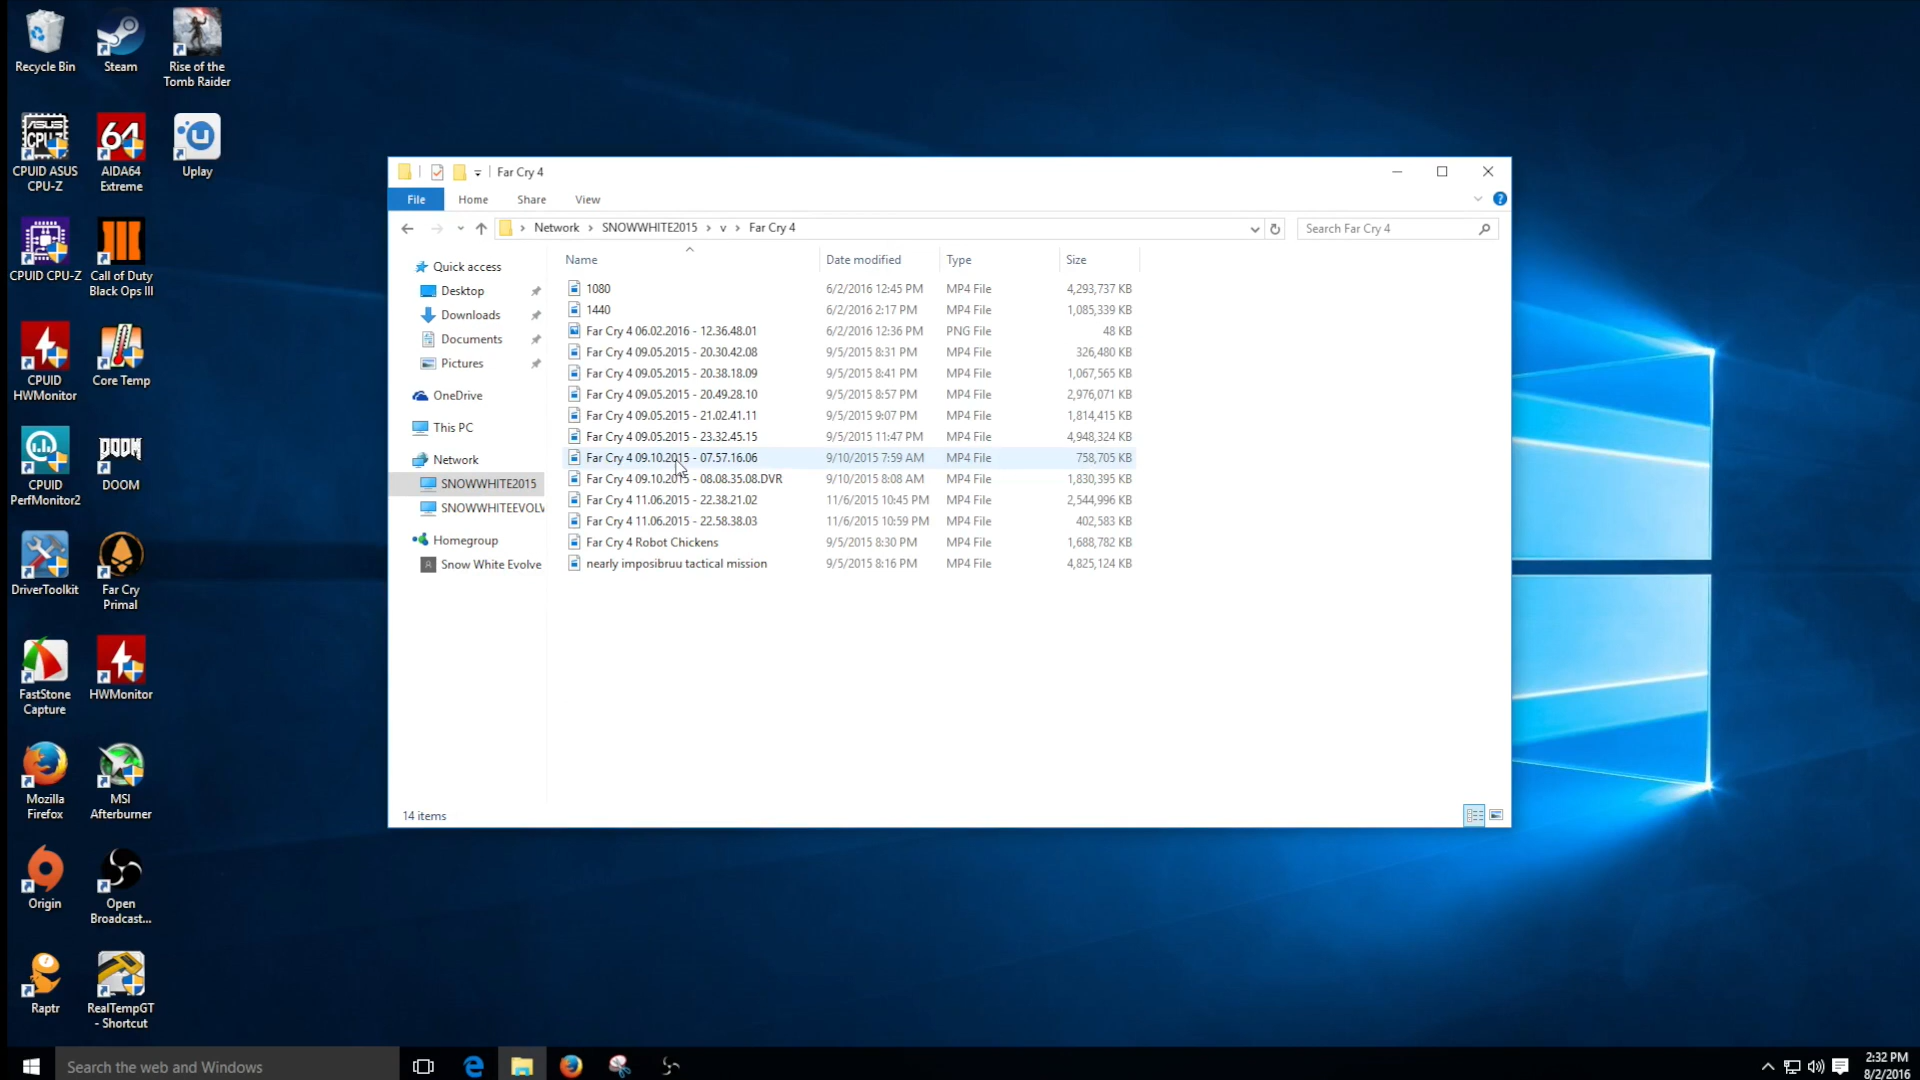 Recycle Bin
Steam
Rise of the
Tomb Raider
CPUID ASUS
CPU-Z
AIDA64
Extreme
Uplay
CPUID CPU-Z
Call of Duty
Black Ops III
CPUID
HWMonitor
Core Temp
CPUID
PerfMonitor2
DOOM
DOOM
DriverToolkit
Far Cry
Primal
FastStone
Capture
HWMonitor
Mozilla
Firefox
MSI
Afterburner
Origin
Open
Broadcast...
Raptr
RealTempGT
- Shortcut
ASUS
CPU
64
Far Cry 4
File Home Share View
Network > SNOWWHITE2015 > v > Far Cry 4
Search Far Cry 4
Name Date modified Type Size
Quick access
Desktop
Downloads
Documents
Pictures
OneDrive
This PC
Network
SNOWWHITE2015
SNOWWHITEEVOLV
Homegroup
Snow White Evolve
1080 6/2/2016 12:45 PM MP4 File 4,293,737 KB
1440 6/2/2016 2:17 PM MP4 File 1,085,339 KB
Far Cry 4 06.02.2016 - 12.36.48.01 6/2/2016 12:36 PM PNG File 48 KB
Far Cry 4 09.05.2015 - 20.30.42.08 9/5/2015 8:31 PM MP4 File 326,480 KB
Far Cry 4 09.05.2015 - 20.38.18.09 9/5/2015 8:41 PM MP4 File 1,067,565 KB
Far Cry 4 09.05.2015 - 20.49.28.10 9/5/2015 8:57 PM MP4 File 2,976,071 KB
Far Cry 4 09.05.2015 - 21.02.41.11 9/5/2015 9:07 PM MP4 File 1,814,415 KB
Far Cry 4 09.05.2015 - 23.32.45.15 9/5/2015 11:47 PM MP4 File 4,948,324 KB
Far Cry 4 09.10.2015 - 07.57.16.06 9/10/2015 7:59 AM MP4 File 758,705 KB
Far Cry 4 09.10.2015 - 08.08.35.08.DVR 9/10/2015 8:08 AM MP4 File 1,830,395 KB
Far Cry 4 11.06.2015 - 22.38.21.02 11/6/2015 10:45 PM MP4 File 2,544,996 KB
Far Cry 4 11.06.2015 - 22.58.38.03 11/6/2015 10:59 PM MP4 File 402,583 KB
Far Cry 4 Robot Chickens 9/5/2015 8:30 PM MP4 File 1,688,782 KB
nearly imposibruu tactical mission 9/5/2015 8:16 PM MP4 File 4,825,124 KB
14 items
Search the web and Windows
2:32 PM
8/2/2016